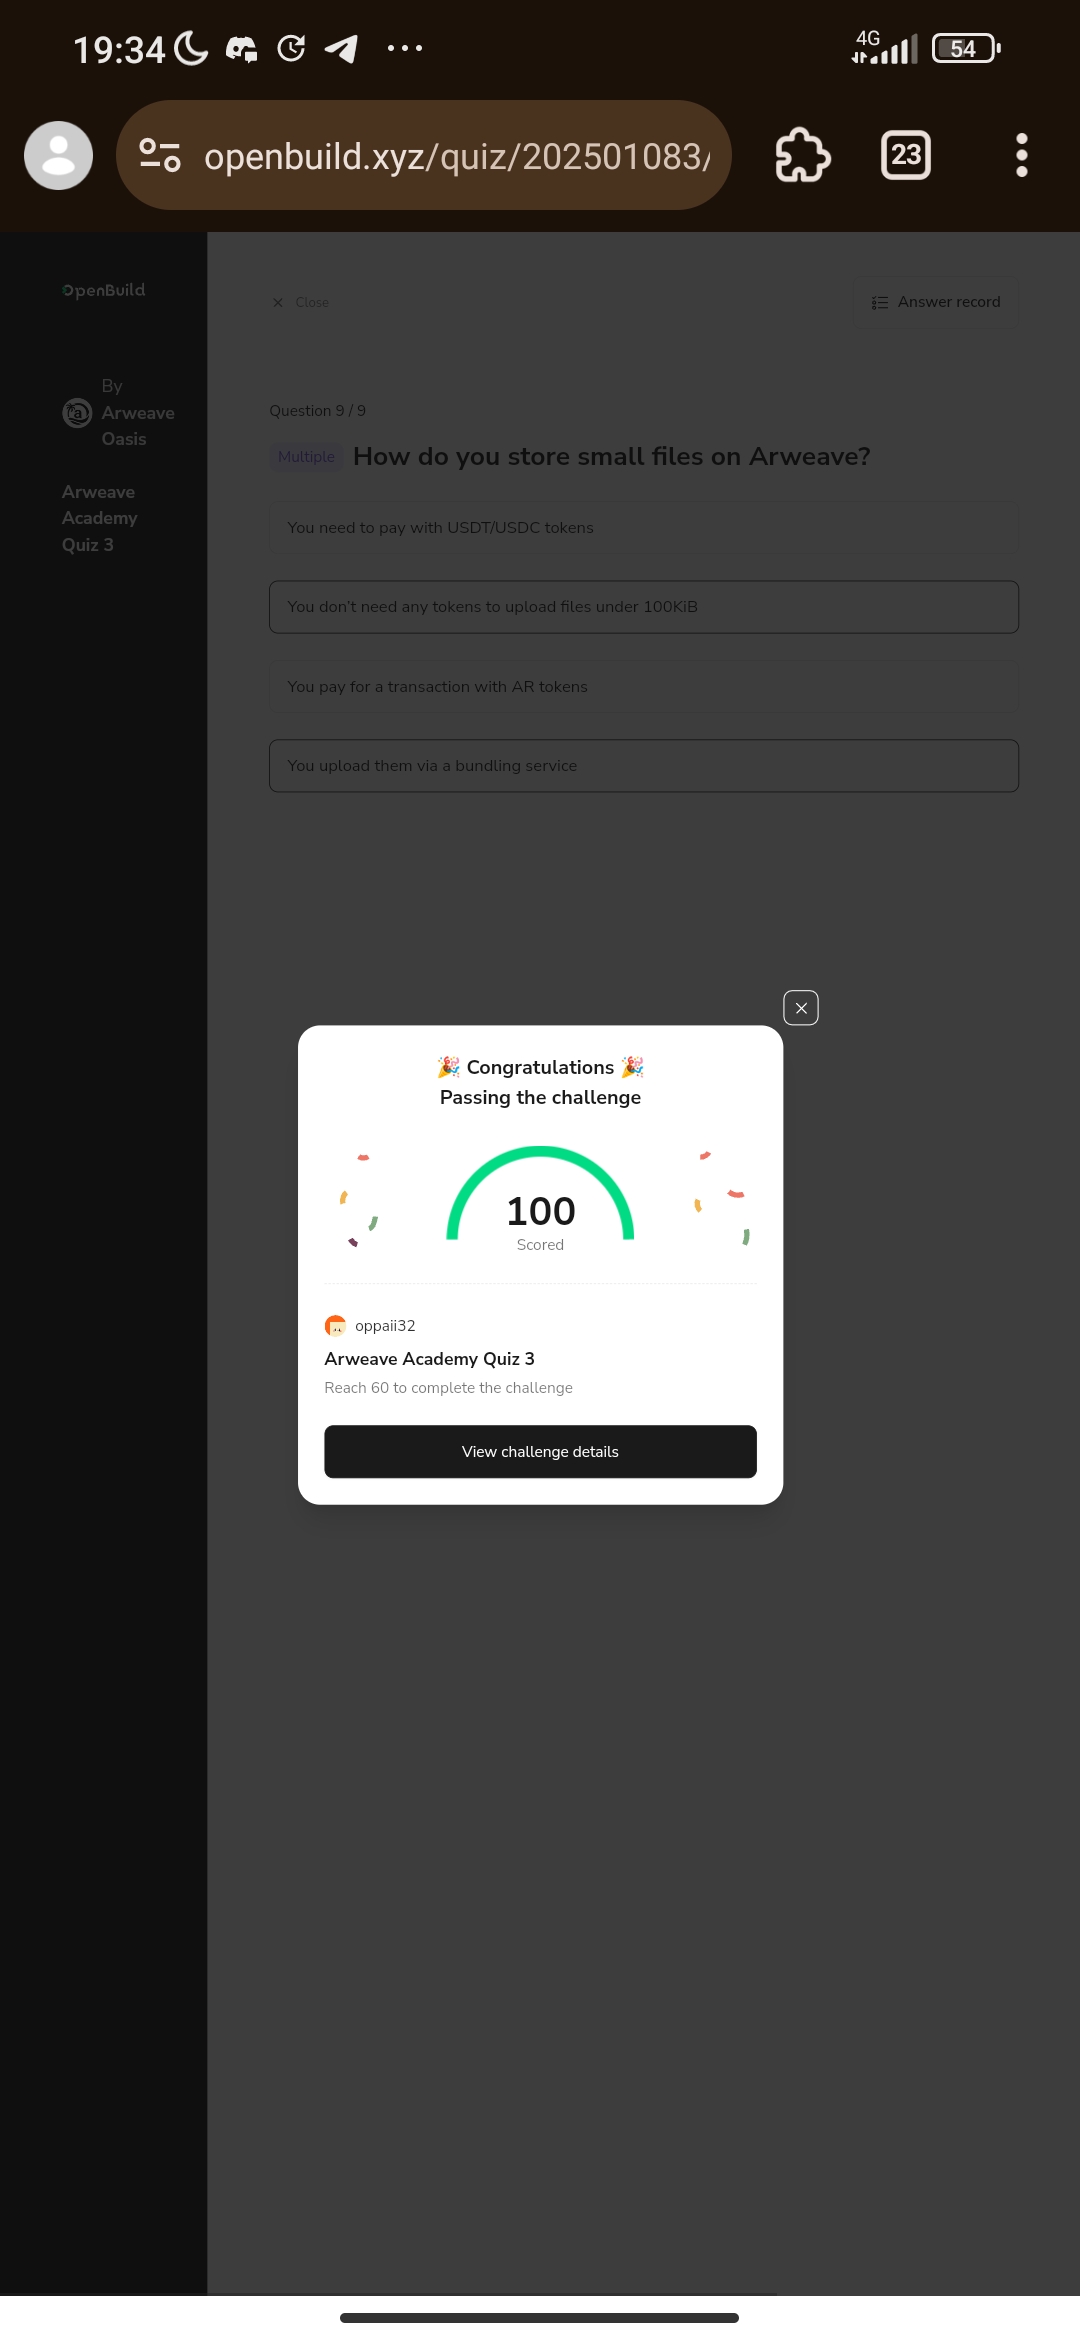 19:34
4G
54
openbuild.xyz/quiz/202501083/
23
OpenBuild
Close
Answer record
By
Arweave
Oasis
Arweave
Academy
Quiz 3
Question 9 / 9
Multiple How do you store small files on Arweave?
You need to pay with USDT/USDC tokens
You don't need any tokens to upload files under 100KiB
You pay for a transaction with AR tokens
You upload them via a bundling service
🎉 Congratulations 🎉
Passing the challenge
100
Scored
oppaii32
Arweave Academy Quiz 3
Reach 60 to complete the challenge
View challenge details